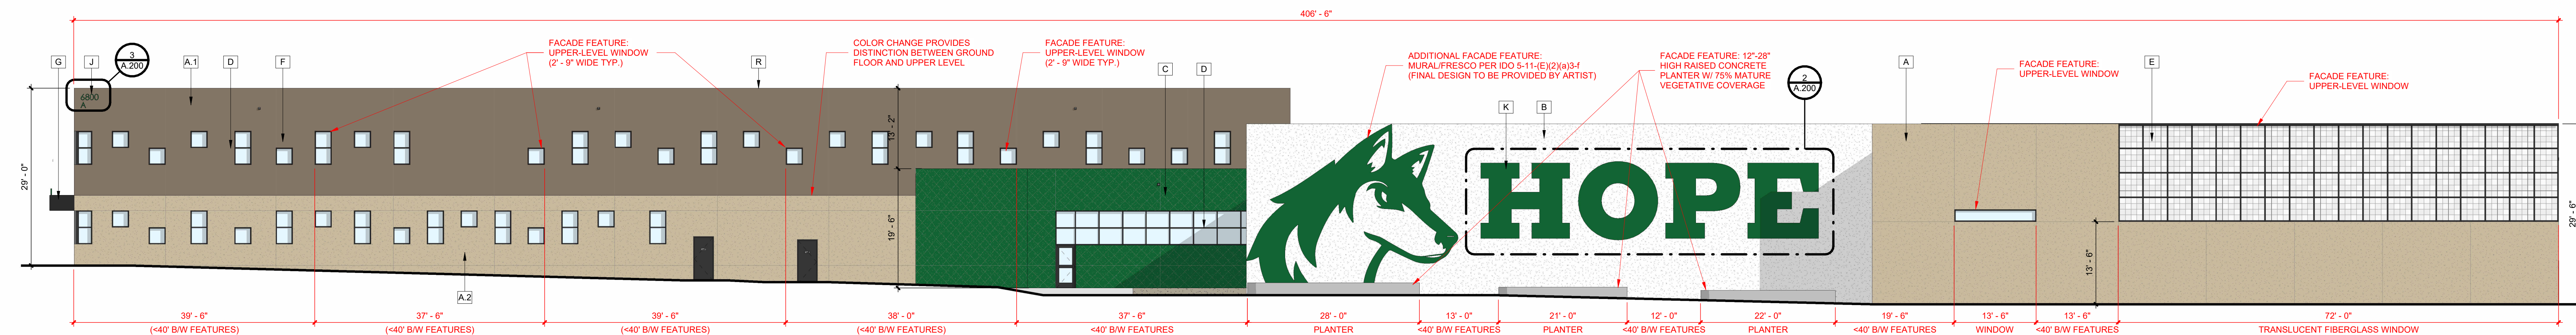 406' - 6"
3
A.200
G
J
A.1
D
F
FACADE FEATURE:
UPPER-LEVEL WINDOW
(2' - 9" WIDE TYP.)
R
COLOR CHANGE PROVIDES
DISTINCTION BETWEEN GROUND
FLOOR AND UPPER LEVEL
FACADE FEATURE:
UPPER-LEVEL WINDOW
(2' - 9" WIDE TYP.)
C
D
ADDITIONAL FACADE FEATURE:
MURAL/FRESCO PER IDO 5-11-(E)(2)(a)3-f
(FINAL DESIGN TO BE PROVIDED BY ARTIST)
FACADE FEATURE: 12"-28"
HIGH RAISED CONCRETE
PLANTER W/ 75% MATURE
VEGETATIVE COVERAGE
2
A.200
A
FACADE FEATURE:
UPPER-LEVEL WINDOW
E
FACADE FEATURE:
UPPER-LEVEL WINDOW
6800
A
K
B
29' - 0"
13' - 2"
19' - 6"
HOPE
13' - 6"
29' - 6"
A.2
39' - 6"
(<40' B/W FEATURES)
37' - 6"
(<40' B/W FEATURES)
39' - 6"
(<40' B/W FEATURES)
38' - 0"
(<40' B/W FEATURES)
37' - 6"
<40' B/W FEATURES
28' - 0"
PLANTER
13' - 0"
<40' B/W FEATURES
21' - 0"
PLANTER
12' - 0"
<40' B/W FEATURES
22' - 0"
PLANTER
19' - 6"
<40' B/W FEATURES
13' - 6"
WINDOW
13' - 6"
<40' B/W FEATURES
72' - 0"
TRANSLUCENT FIBERGLASS WINDOW